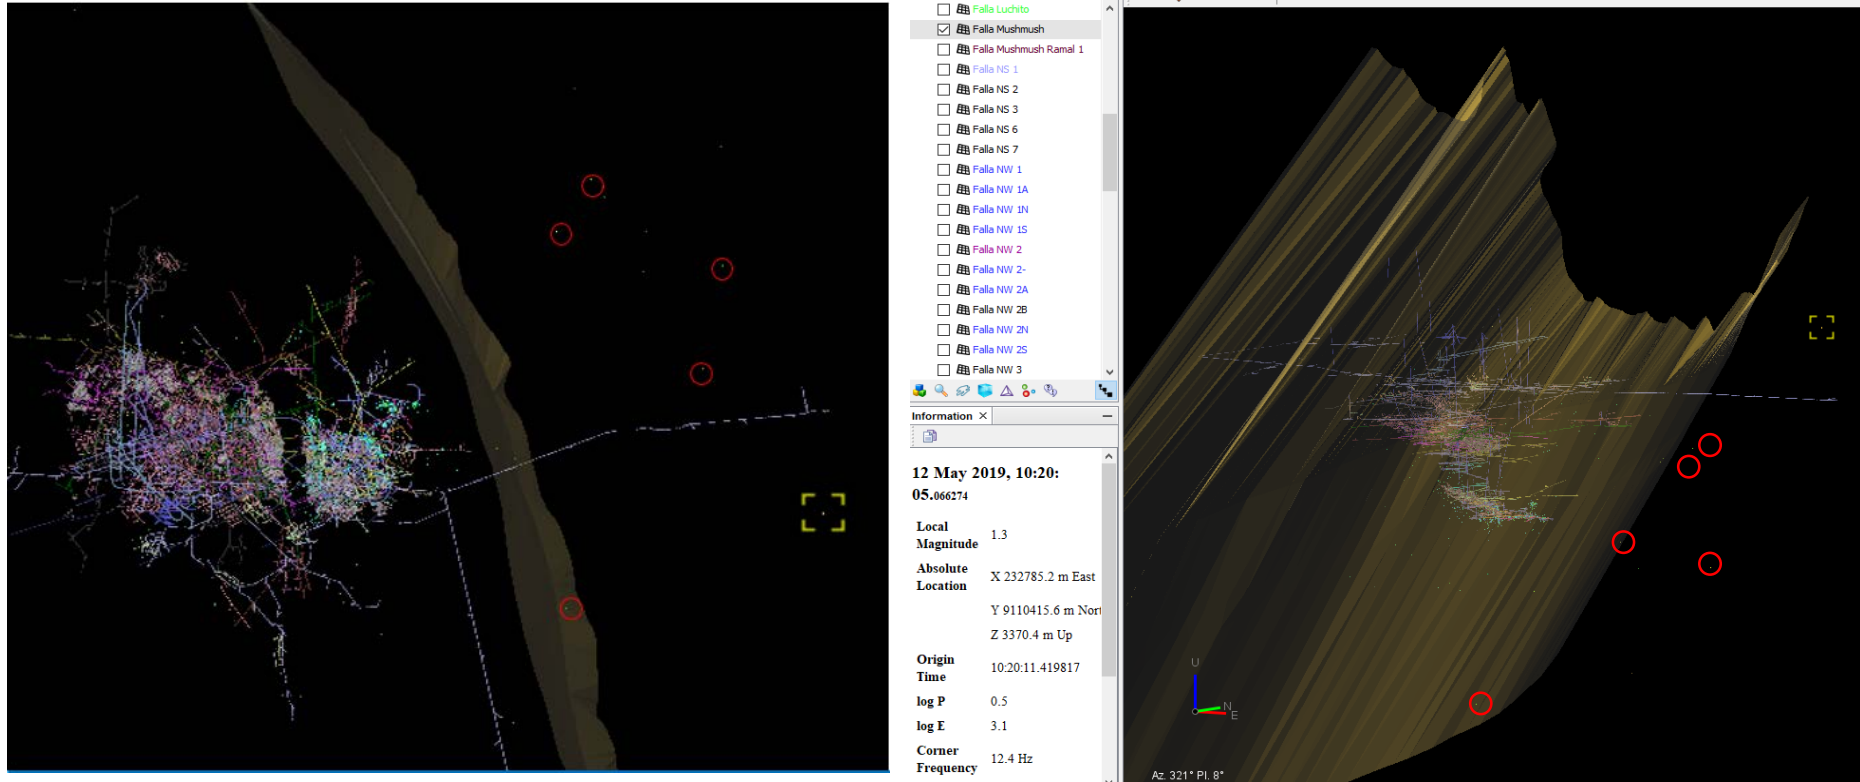 Falla Luchito
Falla Mushmush
Falla Mushmush Ramal 1
Falla NS 1
Falla NS 2
Falla NS 3
Falla NS 6
Falla NS 7
Falla NW 1
Falla NW 1A
Falla NW 1N
Falla NW 1S
Falla NW 2
Falla NW 2-
Falla NW 2A
Falla NW 2B
Falla NW 2N
Falla NW 2S
Falla NW 3
Information
12 May 2019, 10:20:
05.066274
Local
Magnitude 1.3
Absolute
Location X 232785.2 m East
Y 9110415.6 m Nort
Z 3370.4 m Up
Origin
Time 10:20:11.419817
log P 0.5
log E 3.1
Corner
Frequency 12.4 Hz
U
N
E
Az. 321° Pl. 8°